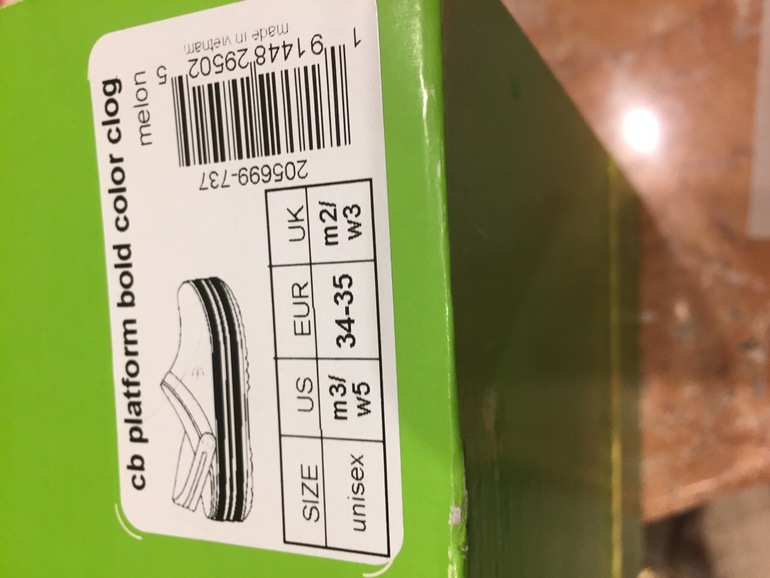 cb platform bold color clog
melon
205699-737
1 91448 29502 5
made in vietnam
SIZE US EUR UK
unisex m3/ w5 34-35 m2/ w3